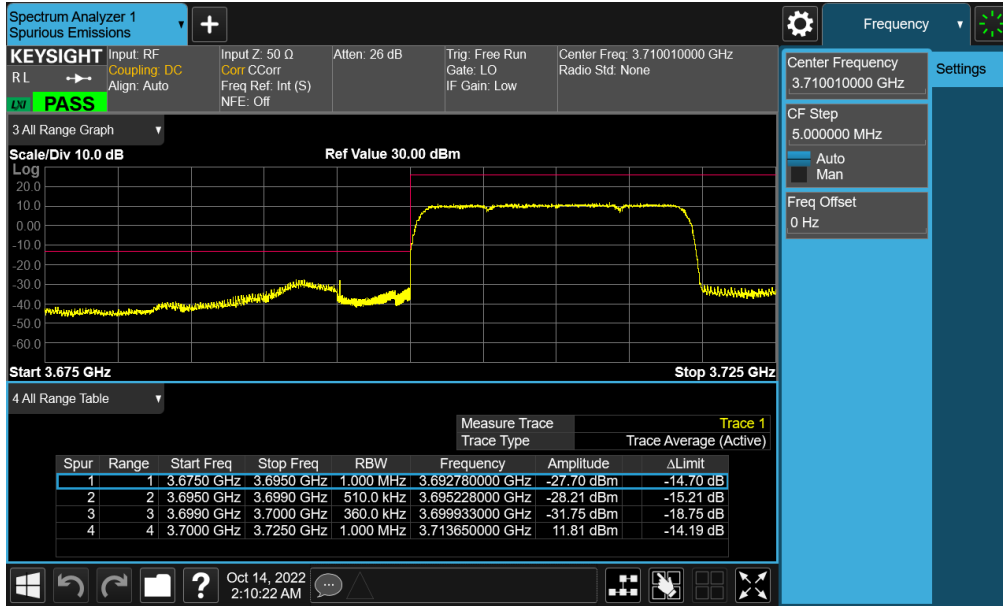 Spectrum Analyzer 1
Spurious Emissions
Frequency
KEYSIGHT
R L
LXI
PASS
Input: RF
Coupling: DC
Align: Auto
Input Z: 50 Ω
Corr CCorr
Freq Ref: Int (S)
NFE: Off
Atten: 26 dB
Trig: Free Run
Gate: LO
IF Gain: Low
Center Freq: 3.710010000 GHz
Radio Std: None
Center Frequency
3.710010000 GHz
Settings
CF Step
5.000000 MHz
Auto
Man
Freq Offset
0 Hz
3 All Range Graph
Scale/Div 10.0 dB
Ref Value 30.00 dBm
Log
20.0
10.0
0.00
-10.0
-20.0
-30.0
-40.0
-50.0
-60.0
Start 3.675 GHz
Stop 3.725 GHz
4 All Range Table
Measure Trace Trace 1
Trace Type Trace Average (Active)
Spur Range Start Freq Stop Freq RBW Frequency Amplitude ΔLimit
1 1 3.6750 GHz 3.6950 GHz 1.000 MHz 3.692780000 GHz -27.70 dBm -14.70 dB
2 2 3.6950 GHz 3.6990 GHz 510.0 kHz 3.695228000 GHz -28.21 dBm -15.21 dB
3 3 3.6990 GHz 3.7000 GHz 360.0 kHz 3.699933000 GHz -31.75 dBm -18.75 dB
4 4 3.7000 GHz 3.7250 GHz 1.000 MHz 3.713650000 GHz 11.81 dBm -14.19 dB
Oct 14, 2022
2:10:22 AM